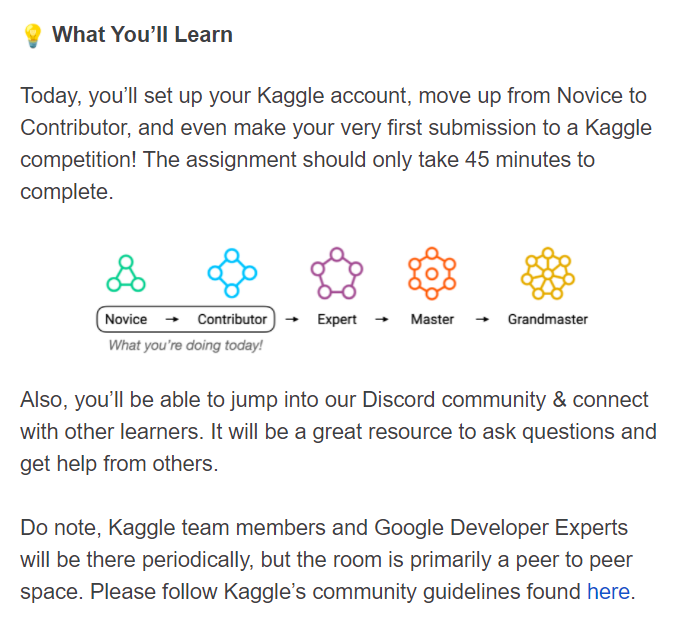 💡 What You’ll Learn
Today, you’ll set up your Kaggle account, move up from Novice to
Contributor, and even make your very first submission to a Kaggle
competition! The assignment should only take 45 minutes to
complete.
Novice → Contributor → Expert → Master → Grandmaster
What you're doing today!
Also, you’ll be able to jump into our Discord community & connect
with other learners. It will be a great resource to ask questions and
get help from others.
Do note, Kaggle team members and Google Developer Experts
will be there periodically, but the room is primarily a peer to peer
space. Please follow Kaggle’s community guidelines found here.